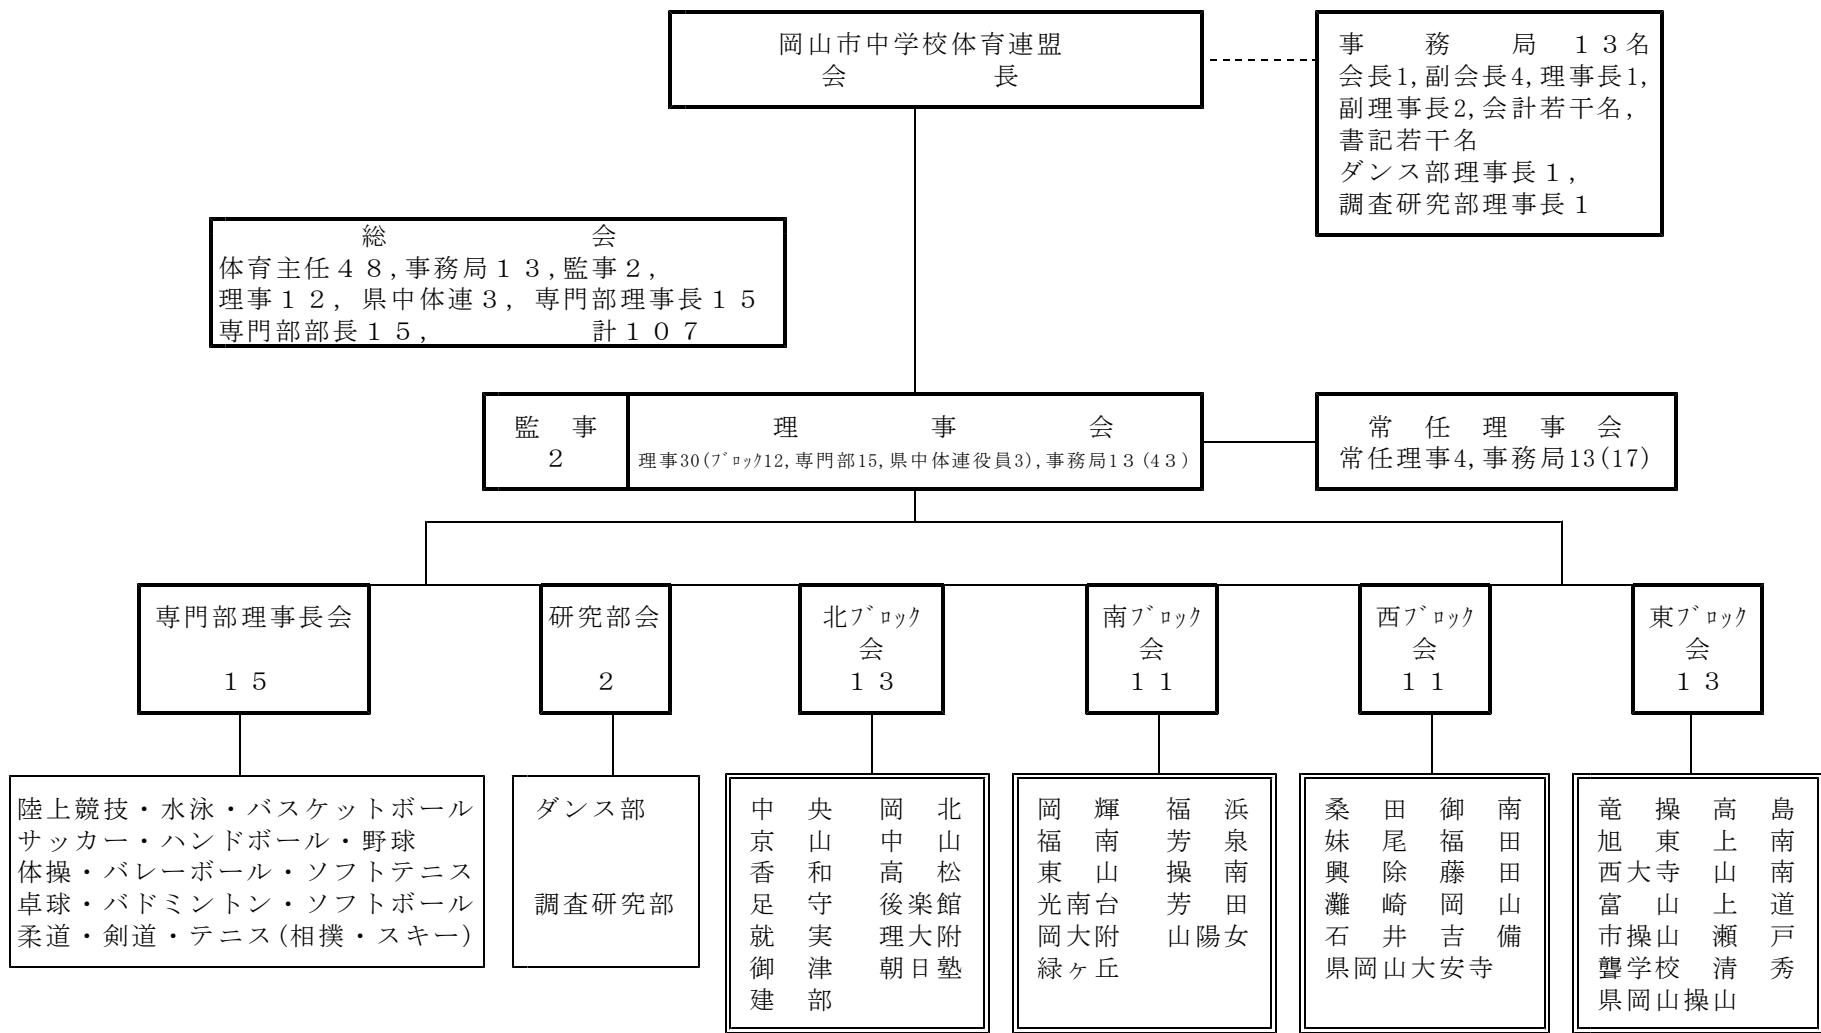 岡山市中学校体育連盟
会 長
事 務 局 13名
会長1,副会長4,理事長1,
副理事長2,会計若干名,
書記若干名
ダンス部理事長1,
調査研究部理事長1
総 会
体育主任48,事務局13,監事2,
理事12, 県中体連3, 専門部理事長15
専門部部長15, 計107
監 事
2
理 事 会
理事30(ブロック12,専門部15,県中体連役員3),事務局13(43)
常 任 理 事 会
常任理事4,事務局13(17)
専門部理事長会
15
研究部会
2
北ブロック
会
13
南ブロック
会
11
西ブロック
会
11
東ブロック
会
13
陸上競技・水泳・バスケットボール
サッカー・ハンドボール・野球
体操・バレーボール・ソフトテニス
卓球・バドミントン・ソフトボール
柔道・剣道・テニス(相撲・スキー)
ダンス部
調査研究部
中 央 岡 北
京 山 中 山
香 和 高 松
足 守 後楽館
就 実 理大附
御 津 朝日塾
建 部
岡 輝 福 浜
福 南 芳 泉
東 山 操 南
光南台 芳 田
岡大附 山陽女
緑ヶ丘
桑 田 御 南
妹 尾 福 田
興 除 藤 田
灘 崎 岡 山
石 井 吉 備
県岡山大安寺
竜 操 高 島
旭 東 上 南
西大寺 山 南
富 山 上 道
市操山 瀬 戸
聾学校 清 秀
県岡山操山